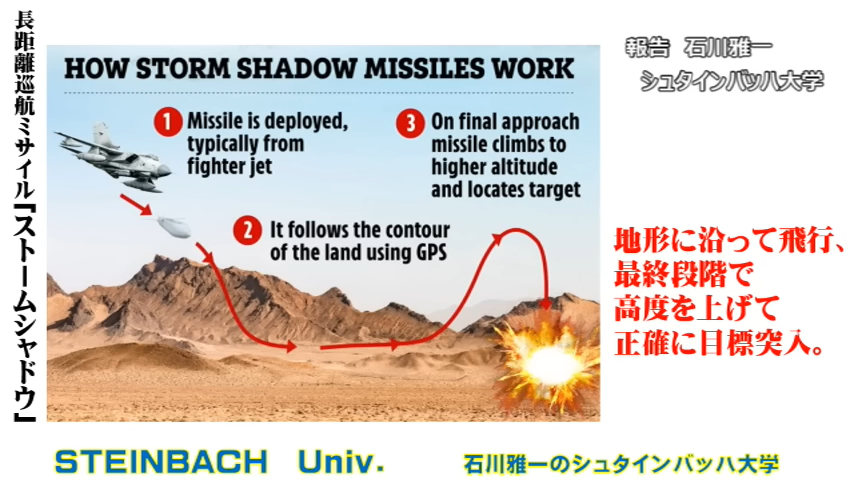 長距離巡航ミサイル「ストームシャドウ」
報告 石川雅一
シュタインバッハ大学
HOW STORM SHADOW MISSILES WORK
1 Missile is deployed,
typically from
fighter jet
2 It follows the contour
of the land using GPS
3 On final approach
missile climbs to
higher altitude
and locates target
地形に沿って飛行、
最終段階で
高度を上げて
正確に目標突入。
STEINBACH Univ.
石川雅一のシュタインバッハ大学